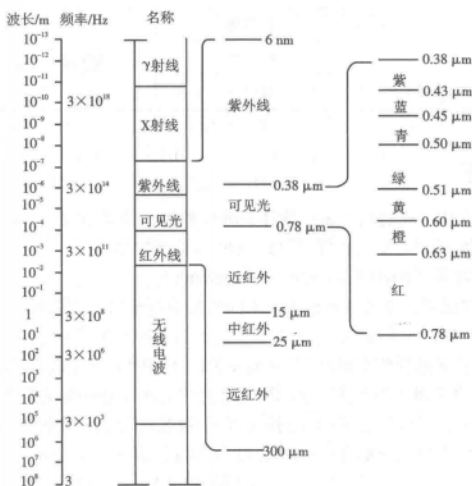 波长/m 频率/Hz 名称
10⁻¹³ 6 nm
10⁻¹² γ射线 0.38 μm
10⁻¹¹ 紫
10⁻¹⁰ 3×10¹⁸ 紫外线 0.43 μm
蓝
10⁻⁹ X射线 0.45 μm
10⁻⁸ 青
0.50 μm
10⁻⁷
10⁻⁶ 3×10¹⁴ 紫外线 0.38 μm 绿
0.51 μm
10⁻⁵ 可见光 黄
10⁻⁴ 可见光 0.78 μm 0.60 μm
橙
10⁻³ 3×10¹¹ 红外线 0.63 μm
10⁻² 近红外
10⁻¹ 红
1 3×10⁸ 无线电波 15 μm
10¹ 中红外 0.78 μm
10² 3×10⁶ 25 μm
10³
10⁴ 远红外
10⁵ 3×10³
10⁶ 300 μm
10⁷
10⁸ 3